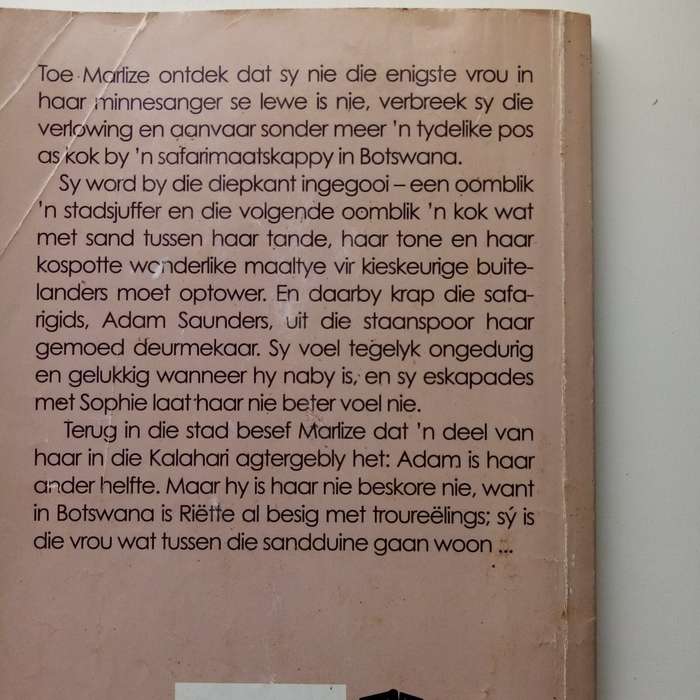 Toe Marlize ontdek dat sy nie die enigste vrou in
haar minnesanger se lewe is nie, verbreek sy die
verlowing en aanvaar sonder meer 'n tydelike pos
as kok by 'n safarimaatskappy in Botswana.
Sy word by die diepkant ingegooi – een oomblik
'n stadsjuffer en die volgende oomblik 'n kok wat
met sand tussen haar tande, haar tone en haar
kospotte wonderlike maaltye vir kieskeurige buite-
landers moet optower. En daarby krap die safa-
rigids, Adam Saunders, uit die staanspoor haar
gemoed deurmekaar. Sy voel tegelyk ongedurig
en gelukkig wanneer hy naby is, en sy eskapades
met Sophie laat haar nie beter voel nie.
Terug in die stad besef Marlize dat 'n deel van
haar in die Kalahari agtergebly het: Adam is haar
ander helfte. Maar hy is haar nie beskore nie, want
in Botswana is Riëtte al besig met troureëlings; sý is
die vrou wat tussen die sandduine gaan woon ...